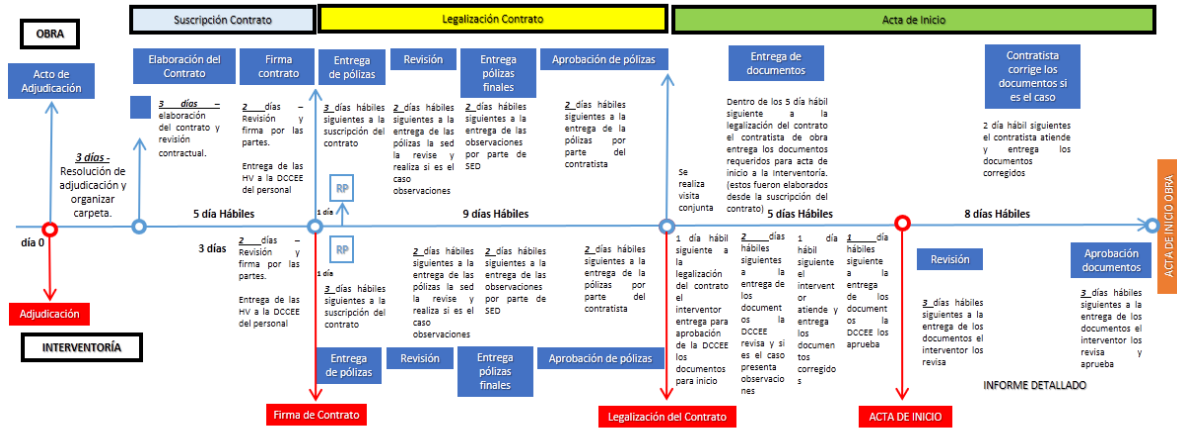 Suscripción Contrato
Legalización Contrato
Acta de Inicio
OBRA
Acto de
Adjudicación
Elaboración del
Contrato
Firma
contrato
Entrega
de pólizas
Revisión
Entrega
pólizas
finales
Aprobación de pólizas
Entrega de
documentos
Contratista
corrige los
documentos si
es el caso
3 días -
Resolución de
adjudicación y
organizar
carpeta.
3 días –
elaboración
del contrato y
revisión
contractual.
2 días –
Revisión y
firma por las
partes.
Entrega de las
HV a la DCCEE
del personal
3 días hábiles
siguientes a la
suscripción del
contrato
2 días hábiles
siguientes a la
entrega de las
pólizas la sed
la revise y
realiza si es el
caso
observaciones
2 días hábiles
siguientes a la
entrega de las
observaciones
por parte de
SED
2 días hábiles
siguientes a la
entrega de la
pólizas por
parte del
contratista
Se
realiza
visita
conjunta
Dentro de los 5 día hábil
siguiente a la
legalización del contrato
el contratista de obra
entrega los documentos
requeridos para acta de
inicio a la Interventoría.
(estos fueron elaborados
desde la suscripción del
contrato)
2 día hábil siguientes
el contratista atiende
y entrega los
documentos
corregidos
RP
1 día
día 0
5 día Hábiles
9 días Hábiles
5 días Hábiles
8 días Hábiles
ACTA DE INICIO OBRA
3 días
RP
1 día
2 días –
Revisión y
firma por las
partes.
Entrega de las
HV a la DCCEE
del personal
3 días hábiles
siguientes a la
suscripción del
contrato
2 días hábiles
siguientes a la
entrega de las
pólizas la sed
la revise y
realiza si es el
caso
observaciones
2 días hábiles
siguientes a la
entrega de las
observaciones
por parte de
SED
2 días hábiles
siguientes a la
entrega de la
pólizas por
parte del
contratista
1 día hábil
siguiente a
la
legalización
del contrato
el
interventor
entrega para
aprobación
de la DCCEE
los
documentos
para inicio
2 días
hábiles
siguientes
a la
entrega de
los
document
os la
DCCEE
revisa y si
es el caso
presenta
observacio
nes
1 día
hábil
siguiente el
intervent
or
atiende y
entrega
los
documen
tos
corregido
s
1 día
hábiles
siguiente
a la
entrega
de los
document
os la
DCCEE los
aprueba
Revisión
3 días hábiles
siguientes a la
entrega de los
documentos el
interventor los
revisa
Aprobación
documentos
3 días hábiles
siguientes a la
entrega de los
documentos el
interventor los
revisa y
aprueba
Adjudicación
INTERVENTORÍA
Entrega
de pólizas
Revisión
Entrega
pólizas
finales
Aprobación de pólizas
INFORME DETALLADO
Firma de Contrato
Legalización del Contrato
ACTA DE INICIO